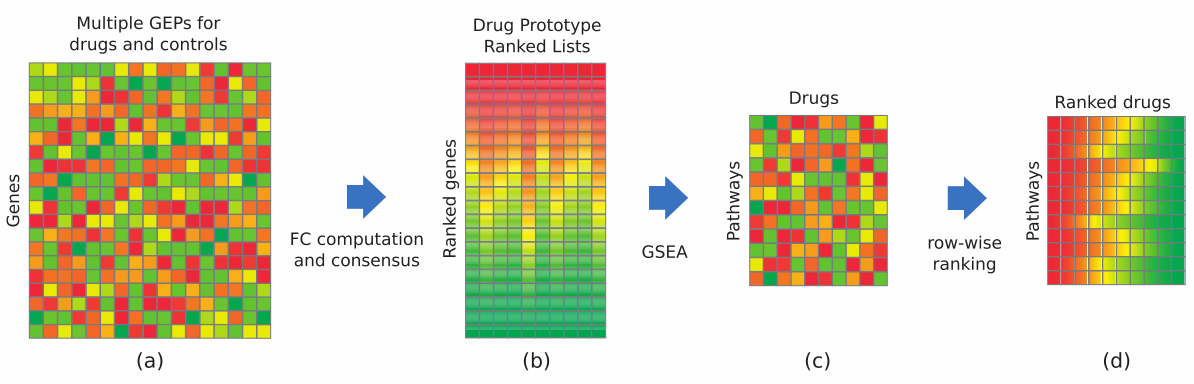 Multiple GEPs for
drugs and controls
Genes
(a)
FC computation
and consensus
Drug Prototype
Ranked Lists
Ranked genes
(b)
GSEA
Drugs
Pathways
(c)
row-wise
ranking
Ranked drugs
Pathways
(d)